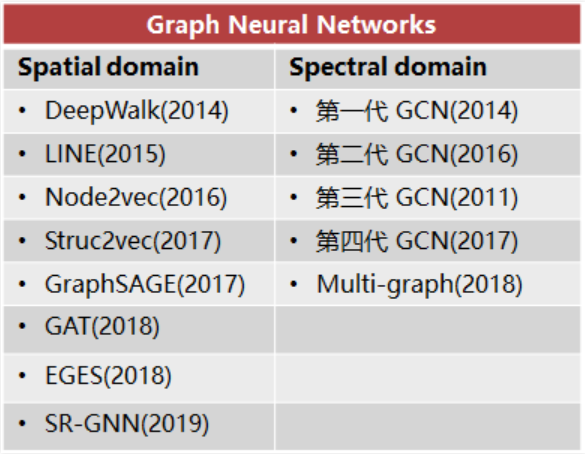 Graph Neural Networks
Spatial domain Spectral domain
• DeepWalk(2014) • 第一代 GCN(2014)
• LINE(2015) • 第二代 GCN(2016)
• Node2vec(2016) • 第三代 GCN(2011)
• Struc2vec(2017) • 第四代 GCN(2017)
• GraphSAGE(2017) • Multi-graph(2018)
• GAT(2018)
• EGES(2018)
• SR-GNN(2019)